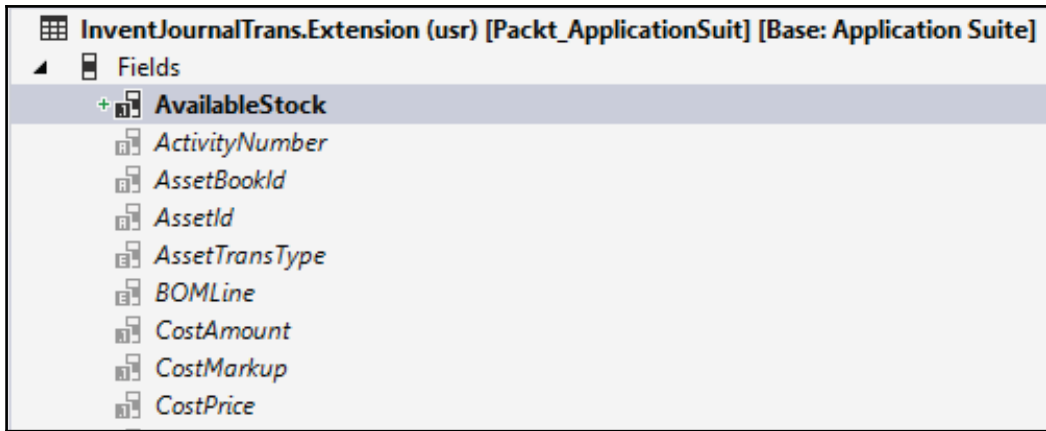 InventJournalTrans.Extension (usr) [Packt_ApplicationSuit] [Base: Application Suite]
Fields
AvailableStock
ActivityNumber
AssetBookId
AssetId
AssetTransType
BOMLine
CostAmount
CostMarkup
CostPrice